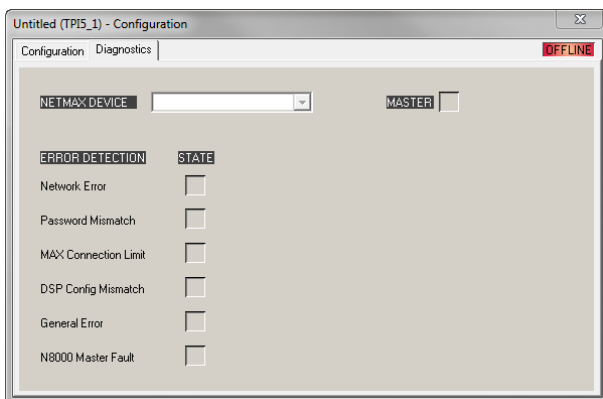 Untitled (TPI5_1) - Configuration
Configuration Diagnostics OFFLINE
NETMAX DEVICE MASTER
ERROR DETECTION STATE
Network Error
Password Mismatch
MAX Connection Limit
DSP Config Mismatch
General Error
N8000 Master Fault